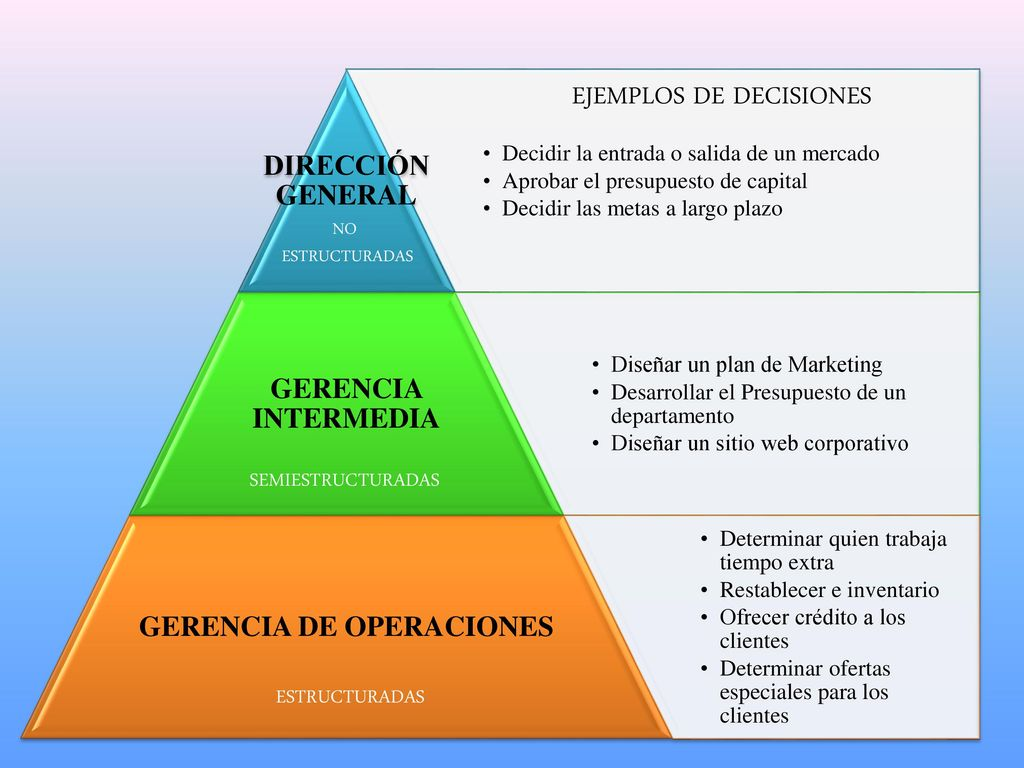 EJEMPLOS DE DECISIONES
DIRECCIÓN
GENERAL
NO
ESTRUCTURADAS
• Decidir la entrada o salida de un mercado
• Aprobar el presupuesto de capital
• Decidir las metas a largo plazo
GERENCIA
INTERMEDIA
SEMIESTRUCTURADAS
• Diseñar un plan de Marketing
• Desarrollar el Presupuesto de un
departamento
• Diseñar un sitio web corporativo
GERENCIA DE OPERACIONES
ESTRUCTURADAS
• Determinar quien trabaja
tiempo extra
• Restablecer e inventario
• Ofrecer crédito a los
clientes
• Determinar ofertas
especiales para los
clientes